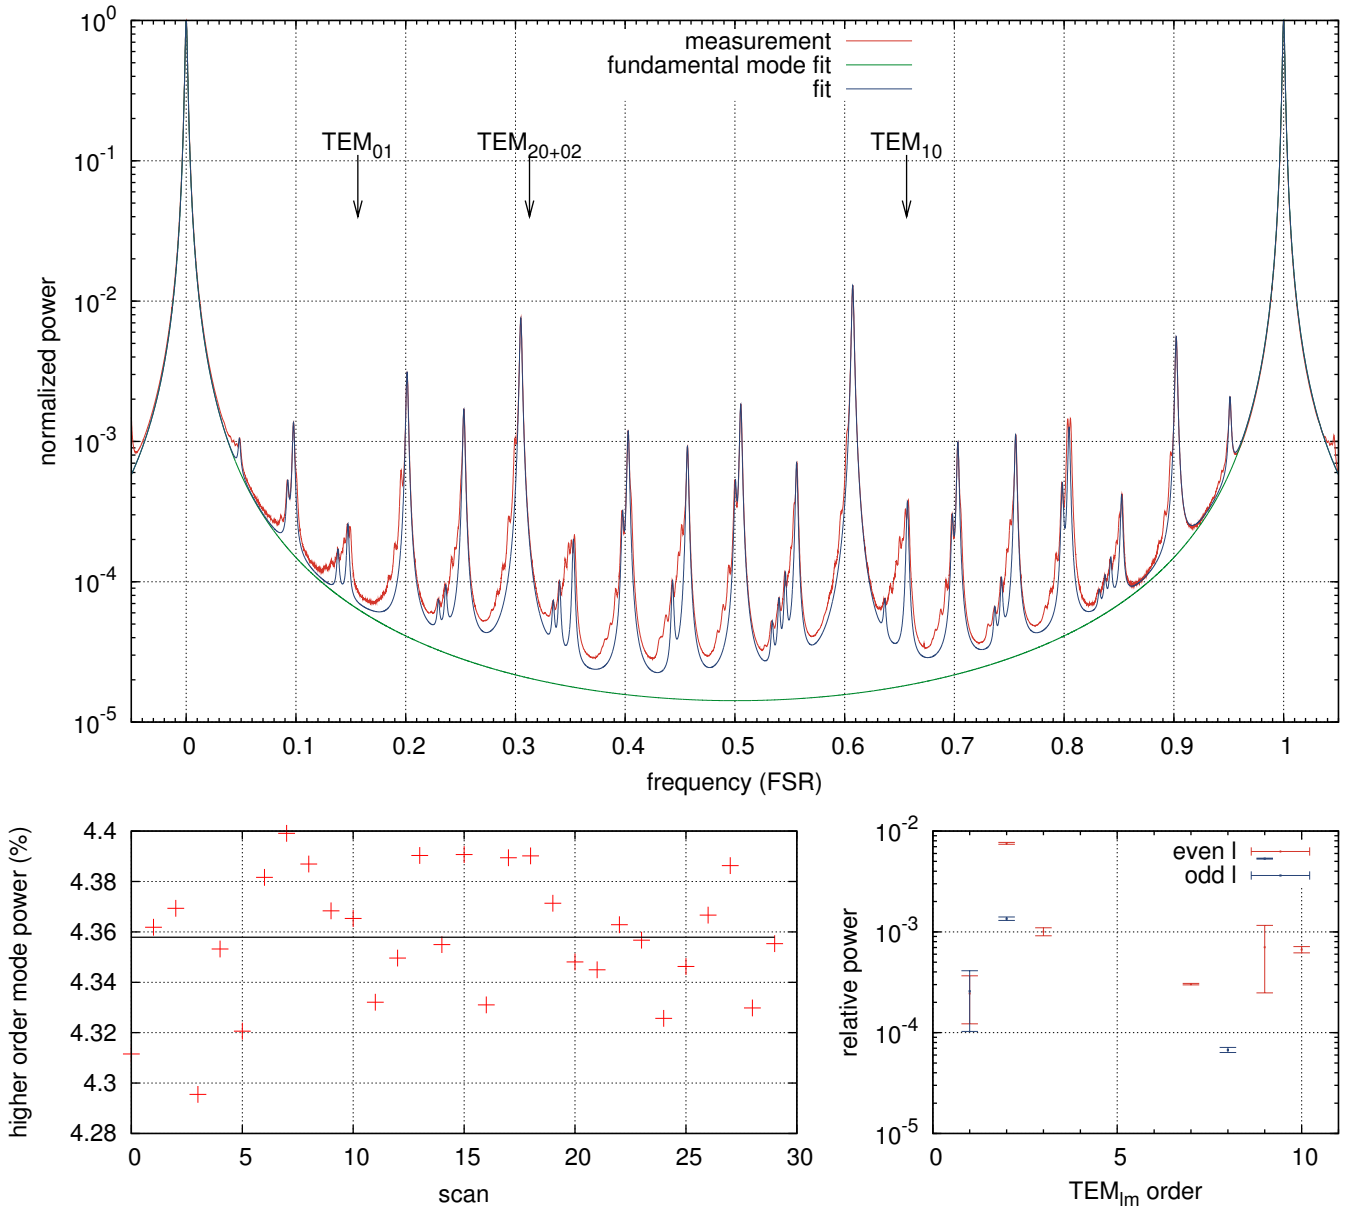 10^0
10^-1
10^-2
10^-3
10^-4
10^-5
normalized power
measurement
fundamental mode fit
fit
TEM_01
TEM_20+02
TEM_10
0 0.1 0.2 0.3 0.4 0.5 0.6 0.7 0.8 0.9 1
frequency (FSR)
4.4
4.38
4.36
4.34
4.32
4.3
4.28
higher order mode power (%)
0 5 10 15 20 25 30
scan
10^-2
10^-3
10^-4
10^-5
relative power
even l
odd l
0 5 10
TEM_lm order